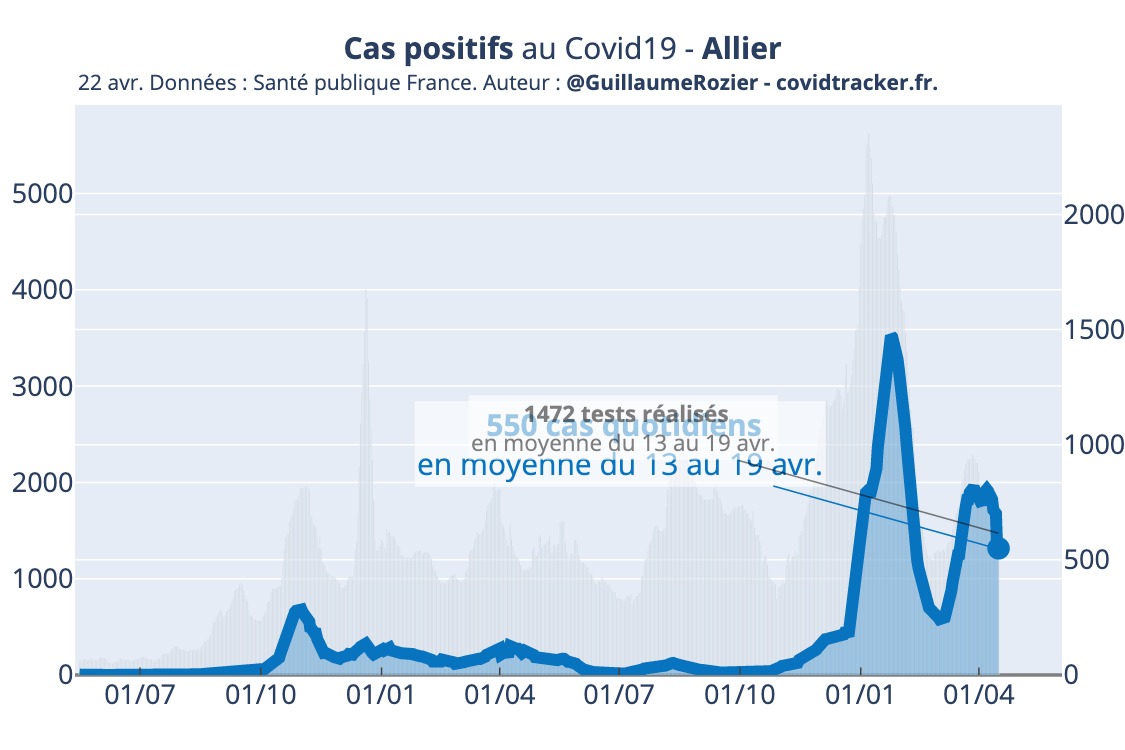 Cas positifs au Covid19 - Allier
22 avr. Données : Santé publique France. Auteur : @GuillaumeRozier - covidtracker.fr.
5000
4000
3000
2000
1000
0
2000
1500
1000
500
0
1472 tests réalisés
550 cas quotidiens
en moyenne du 13 au 19 avr.
en moyenne du 13 au 19 avr.
01/07 01/10 01/01 01/04 01/07 01/10 01/01 01/04